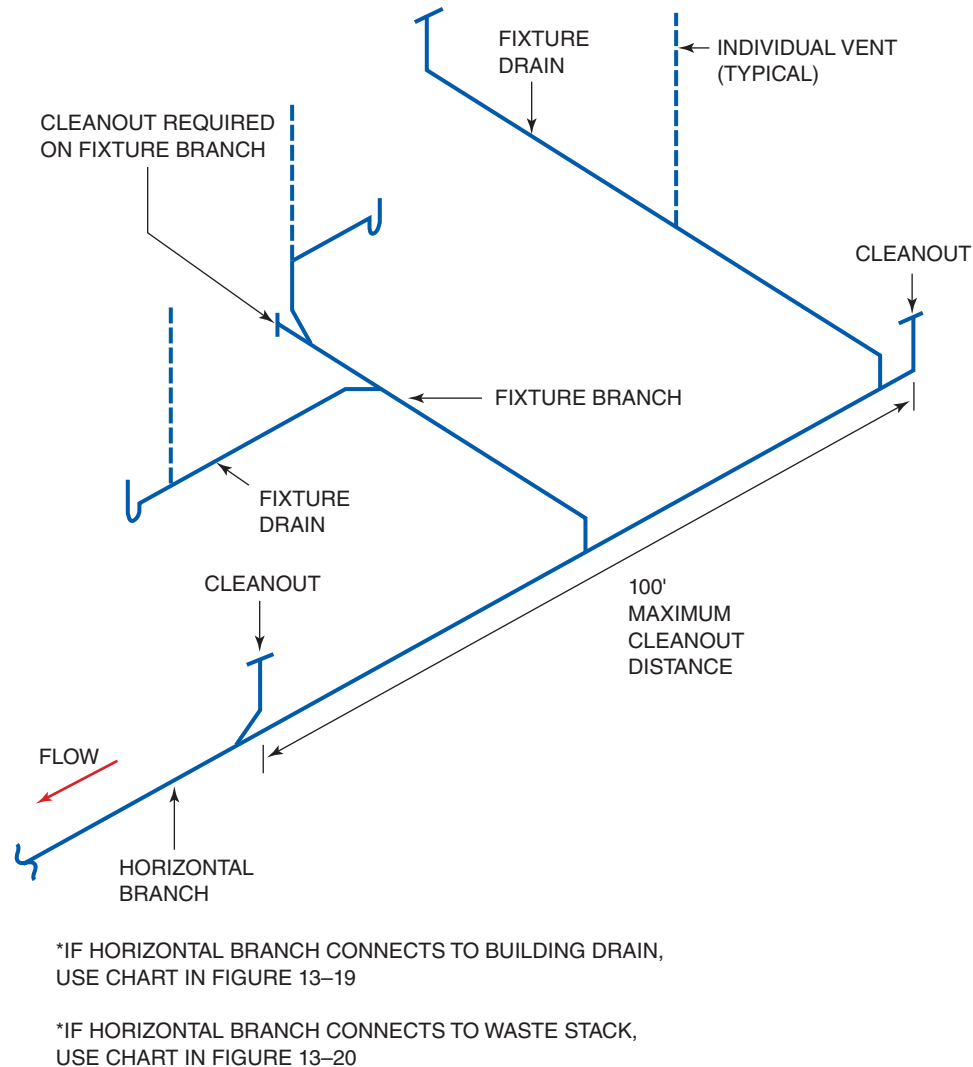 FIXTURE
DRAIN
INDIVIDUAL VENT
(TYPICAL)
CLEANOUT REQUIRED
ON FIXTURE BRANCH
CLEANOUT
FIXTURE BRANCH
FIXTURE
DRAIN
CLEANOUT
100'
MAXIMUM
CLEANOUT
DISTANCE
FLOW
HORIZONTAL
BRANCH
*IF HORIZONTAL BRANCH CONNECTS TO BUILDING DRAIN,
USE CHART IN FIGURE 13–19
*IF HORIZONTAL BRANCH CONNECTS TO WASTE STACK,
USE CHART IN FIGURE 13–20